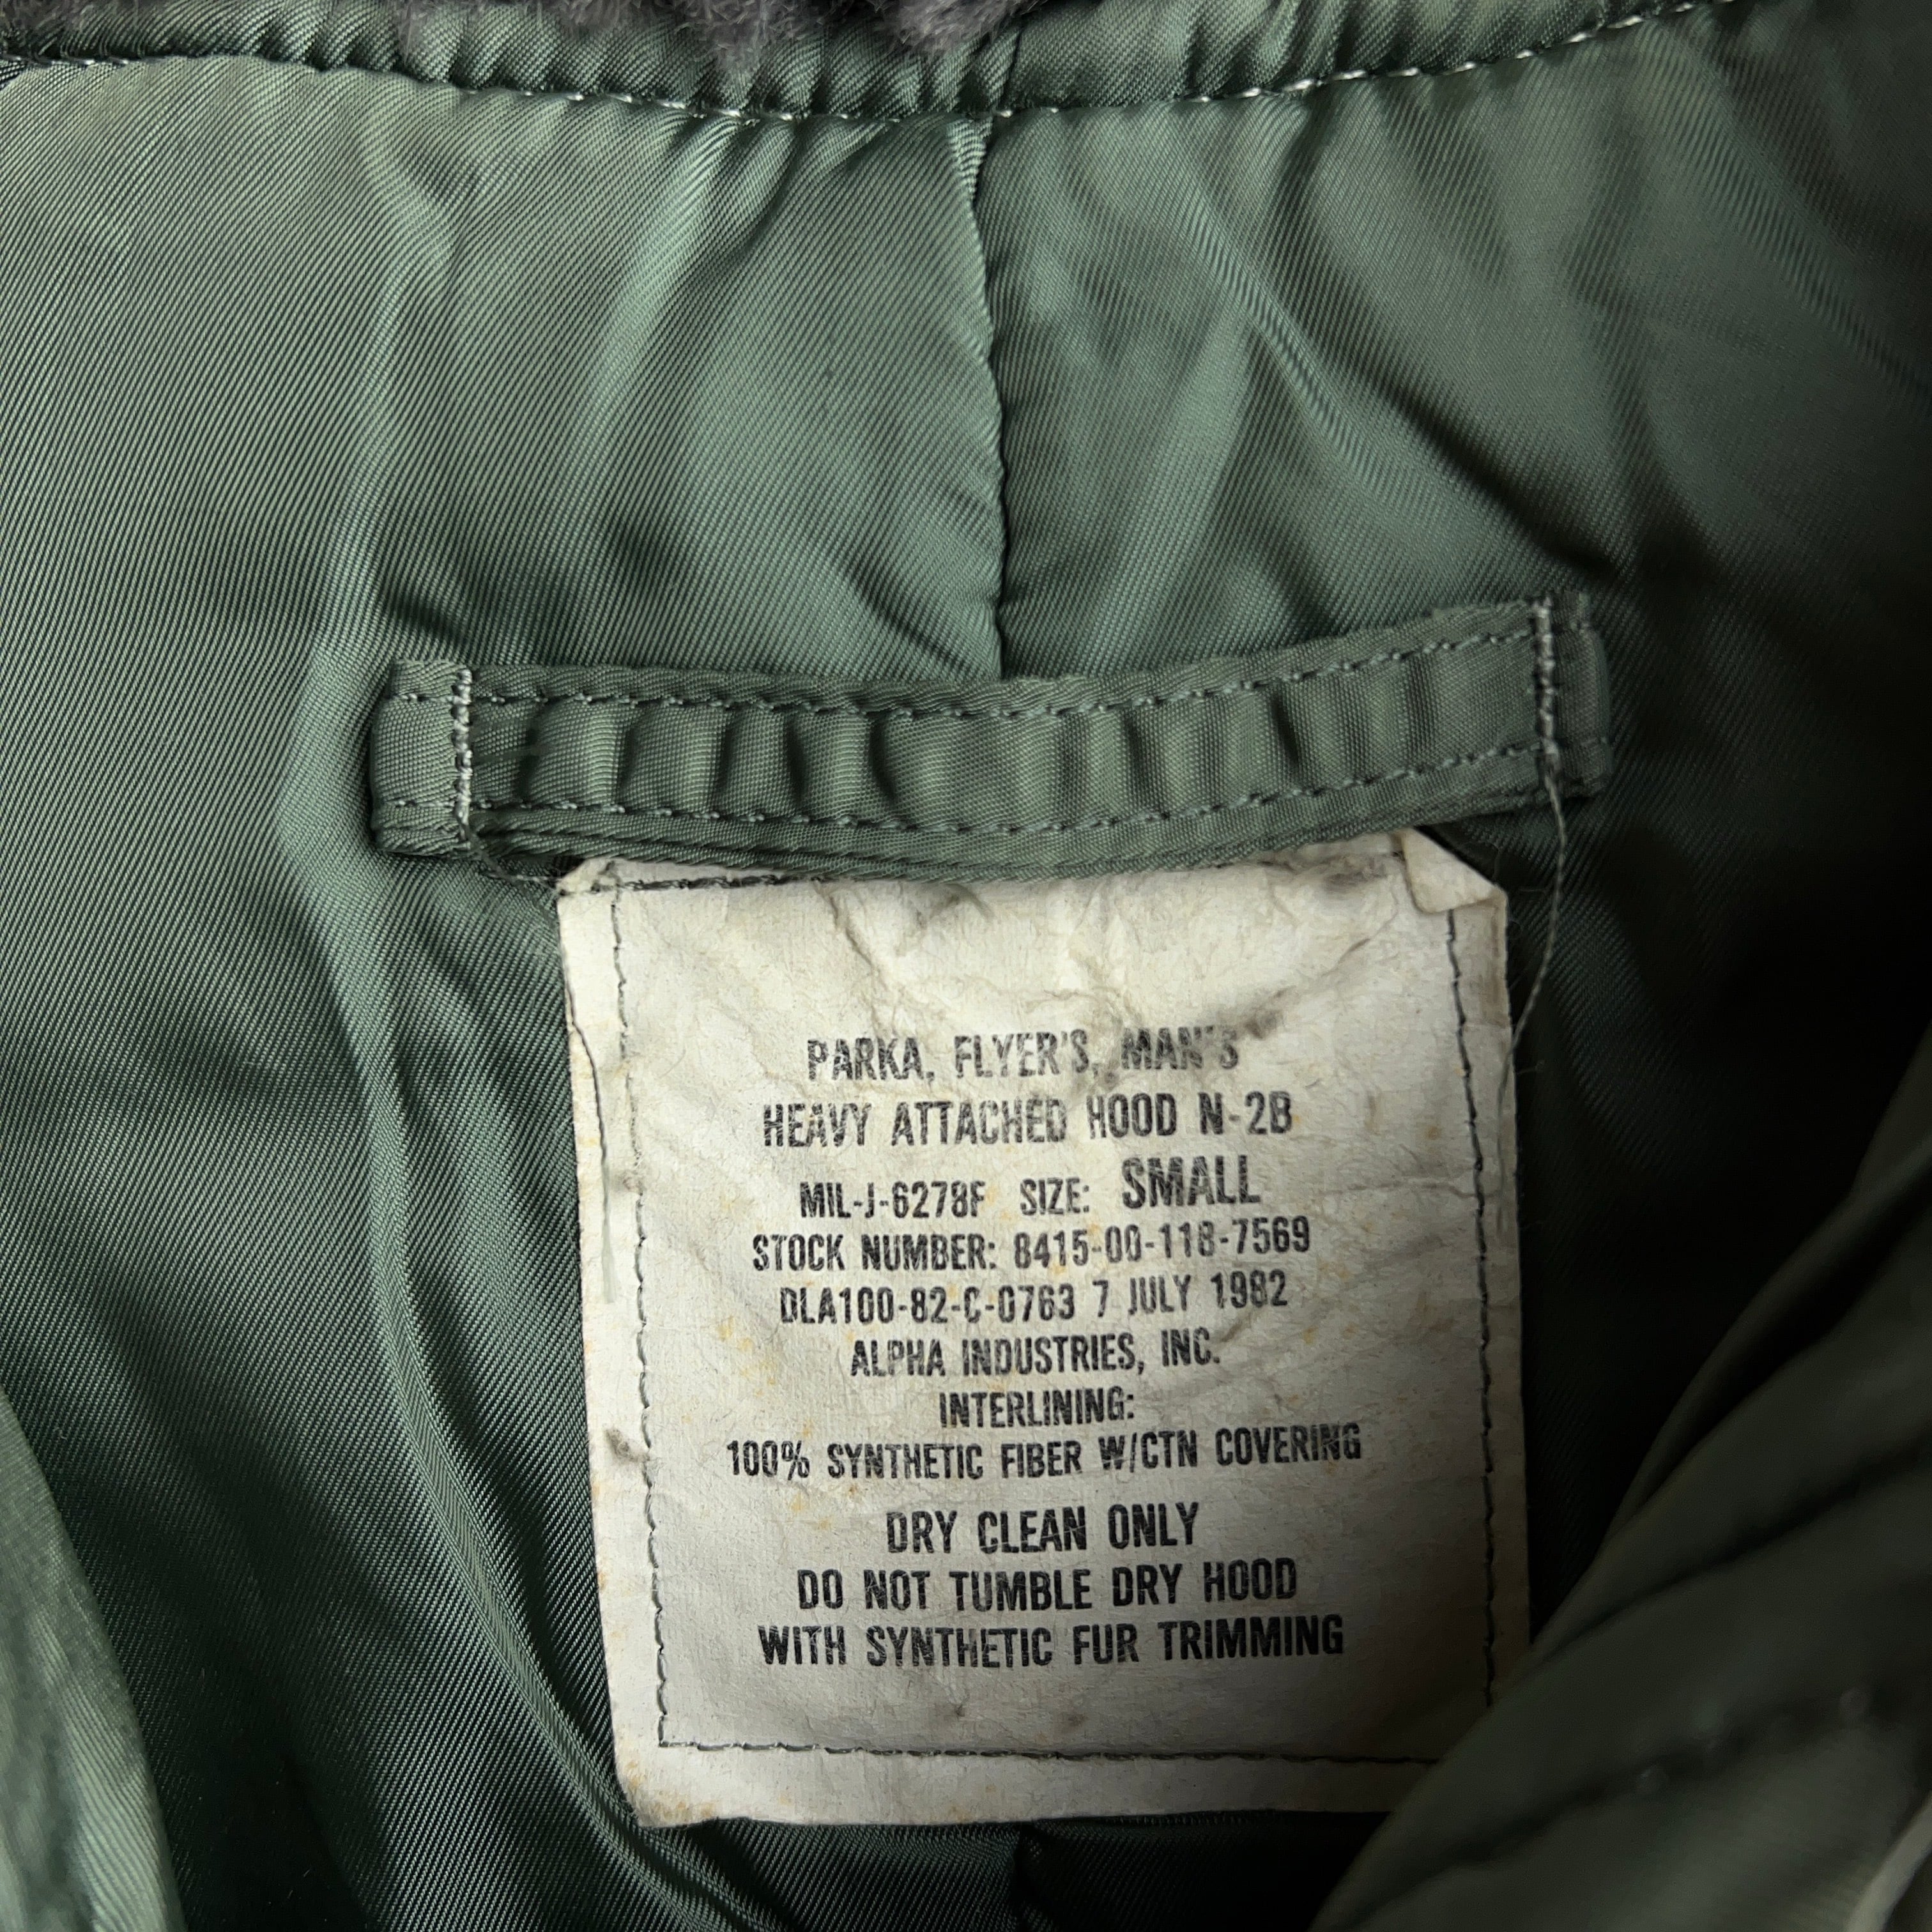 PARKA, FLYER'S, MAN'S
HEAVY ATTACHED HOOD N-2B
MIL-J-6278F SIZE: SMALL
STOCK NUMBER: 8415-00-118-7569
DLA100-82-C-0763 7 JULY 1982
ALPHA INDUSTRIES, INC.
INTERLINING:
100% SYNTHETIC FIBER W/CTN COVERING
DRY CLEAN ONLY
DO NOT TUMBLE DRY HOOD
WITH SYNTHETIC FUR TRIMMING